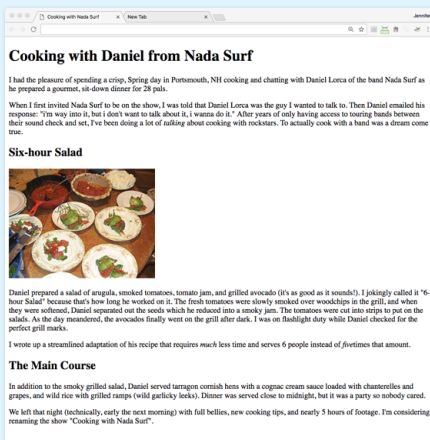 Cooking with Nada Surf
New Tab
Jennife
Cooking with Daniel from Nada Surf
I had the pleasure of spending a crisp, Spring day in Portsmouth, NH cooking and chatting with Daniel Lorca of the band Nada Surf as
he prepared a gourmet, sit-down dinner for 28 pals.
When I first invited Nada Surf to be on the show, I was told that Daniel Lorca was the guy I wanted to talk to. Then Daniel emailed his
response: "i'm way into it, but i don't want to talk about it, i wanna do it." After years of only having access to touring bands between
their sound check and set, I've been doing a lot of talking about cooking with rockstars. To actually cook with a band was a dream come
true.
Six-hour Salad
Daniel prepared a salad of arugula, smoked tomatoes, tomato jam, and grilled avocado (it's as good as it sounds!). I jokingly called it "6-
hour Salad" because that's how long he worked on it. The fresh tomatoes were slowly smoked over woodchips in the grill, and when
they were softened, Daniel separated out the seeds which he reduced into a smoky jam. The tomatoes were cut into strips to put on the
salads. As the day meandered, the avocados finally went on the grill after dark. I was on flashlight duty while Daniel checked for the
perfect grill marks.
I wrote up a streamlined adaptation of his recipe that requires much less time and serves 6 people instead of fivetimes that amount.
The Main Course
In addition to the smoky grilled salad, Daniel served tarragon cornish hens with a cognac cream sauce loaded with chanterelles and
grapes, and wild rice with grilled ramps (wild garlicky leeks). Dinner was served close to midnight, but it was a party so nobody cared.
We left that night (technically, early the next morning) with full bellies, new cooking tips, and nearly 5 hours of footage. I'm considering
renaming the show "Cooking with Nada Surf".